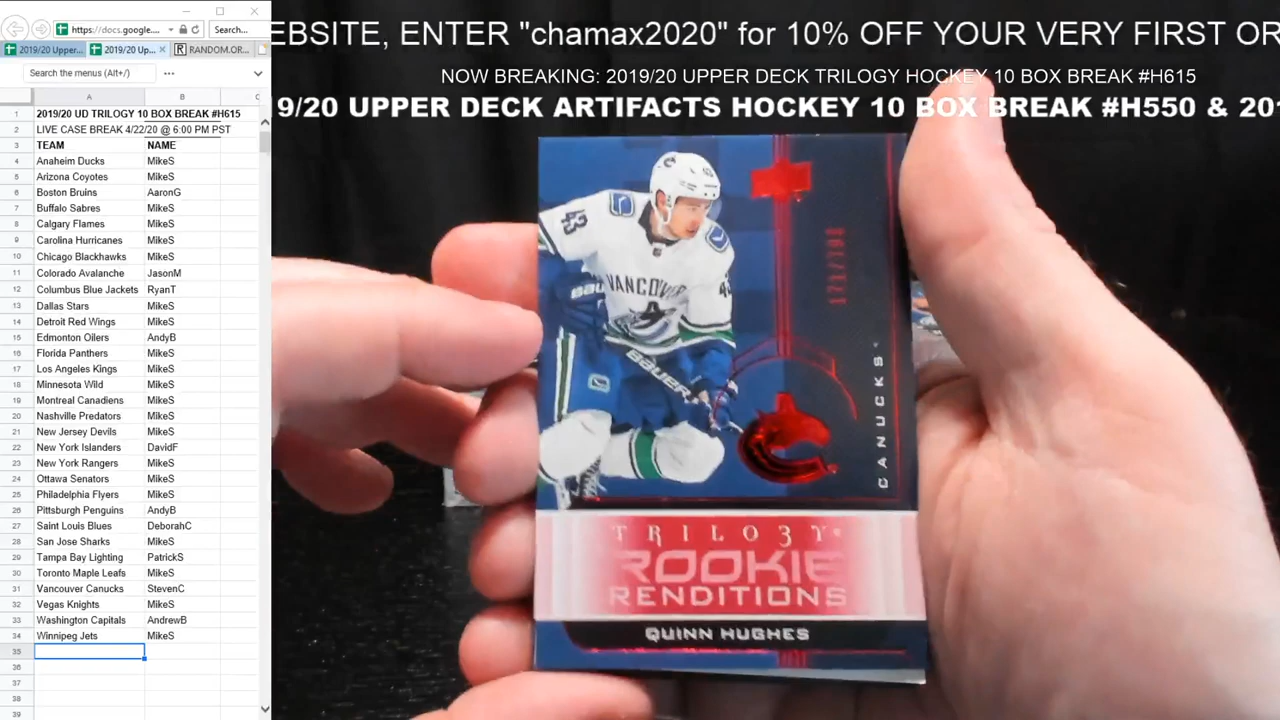 https://docs.google....
Search...
2019/20 Upper...
2019/20 Up...
RANDOM.OR...
Search the menus (Alt+/)
A B C
1 2019/20 UD TRILOGY 10 BOX BREAK #H615
2 LIVE CASE BREAK 4/22/20 @ 6:00 PM PST
3 TEAM NAME
4 Anaheim Ducks MikeS
5 Arizona Coyotes MikeS
6 Boston Bruins AaronG
7 Buffalo Sabres MikeS
8 Calgary Flames MikeS
9 Carolina Hurricanes MikeS
10 Chicago Blackhawks MikeS
11 Colorado Avalanche JasonM
12 Columbus Blue Jackets RyanT
13 Dallas Stars MikeS
14 Detroit Red Wings MikeS
15 Edmonton Oilers AndyB
16 Florida Panthers MikeS
17 Los Angeles Kings MikeS
18 Minnesota Wild MikeS
19 Montreal Canadiens MikeS
20 Nashville Predators MikeS
21 New Jersey Devils MikeS
22 New York Islanders DavidF
23 New York Rangers MikeS
24 Ottawa Senators MikeS
25 Philadelphia Flyers MikeS
26 Pittsburgh Penguins AndyB
27 Saint Louis Blues DeborahC
28 San Jose Sharks MikeS
29 Tampa Bay Lighting PatrickS
30 Toronto Maple Leafs MikeS
31 Vancouver Canucks StevenC
32 Vegas Knights MikeS
33 Washington Capitals AndrewB
34 Winnipeg Jets MikeS
35
36
37
38
39
EBSITE, ENTER "chamax2020" for 10% OFF YOUR VERY FIRST OR
NOW BREAKING: 2019/20 UPPER DECK TRILOGY HOCKEY 10 BOX BREAK #H615
9/20 UPPER DECK ARTIFACTS HOCKEY 10 BOX BREAK #H550 & 201
43
VANCOUV
43
BAUER
CANUCKS
TRILO3Y
ROOKIE
RENDITIONS
QUINN HUGHES